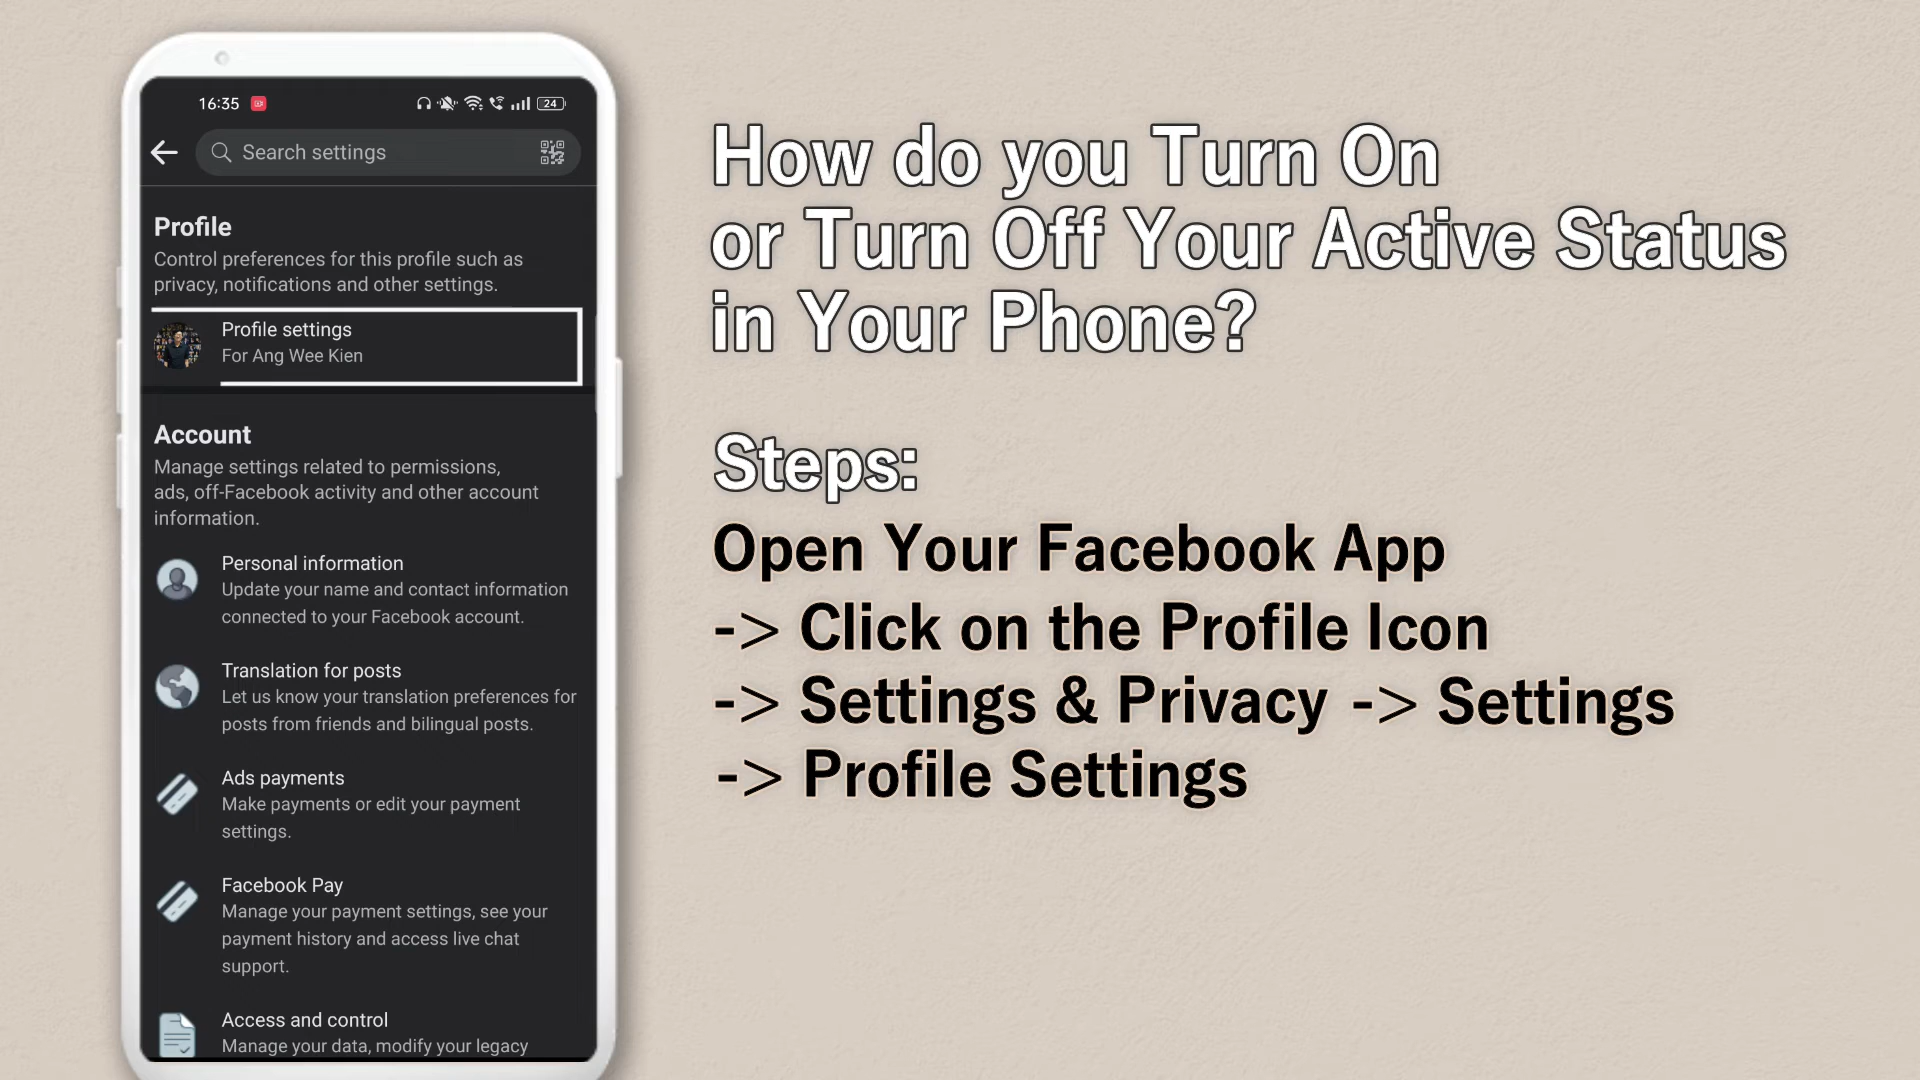 16:35
24
Search settings
Profile
Control preferences for this profile such as
privacy, notifications and other settings.
Profile settings
For Ang Wee Kien
Account
Manage settings related to permissions,
ads, off-Facebook activity and other account
information.
Personal information
Update your name and contact information
connected to your Facebook account.
Translation for posts
Let us know your translation preferences for
posts from friends and bilingual posts.
Ads payments
Make payments or edit your payment
settings.
Facebook Pay
Manage your payment settings, see your
payment history and access live chat
support.
Access and control
Manage your data, modify your legacy
How do you Turn On
or Turn Off Your Active Status
in Your Phone?
Steps:
Open Your Facebook App
-> Click on the Profile Icon
-> Settings & Privacy -> Settings
-> Profile Settings